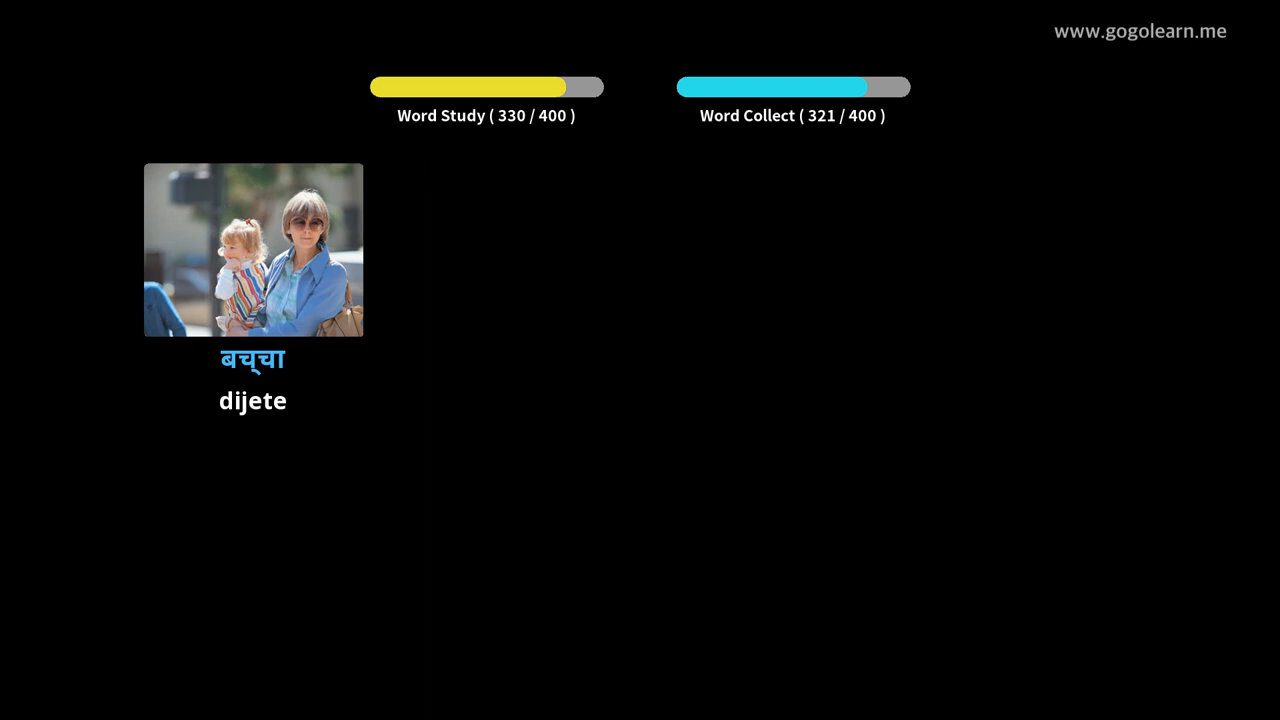 www.gogolearn.me
Word Study ( 330 / 400 )
Word Collect ( 321 / 400 )
बच्चा
dijete